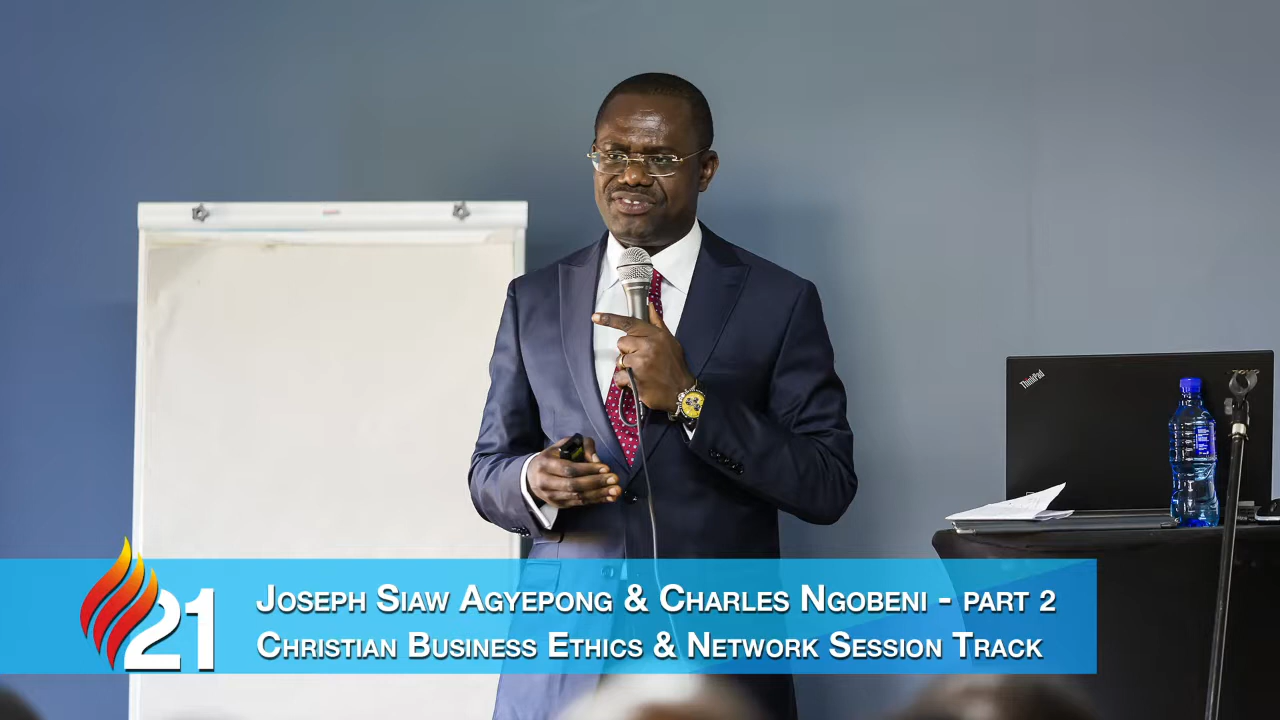 ThinkPad
21
JOSEPH SIAW AGYEPONG & CHARLES NGOBENI - PART 2
CHRISTIAN BUSINESS ETHICS & NETWORK SESSION TRACK